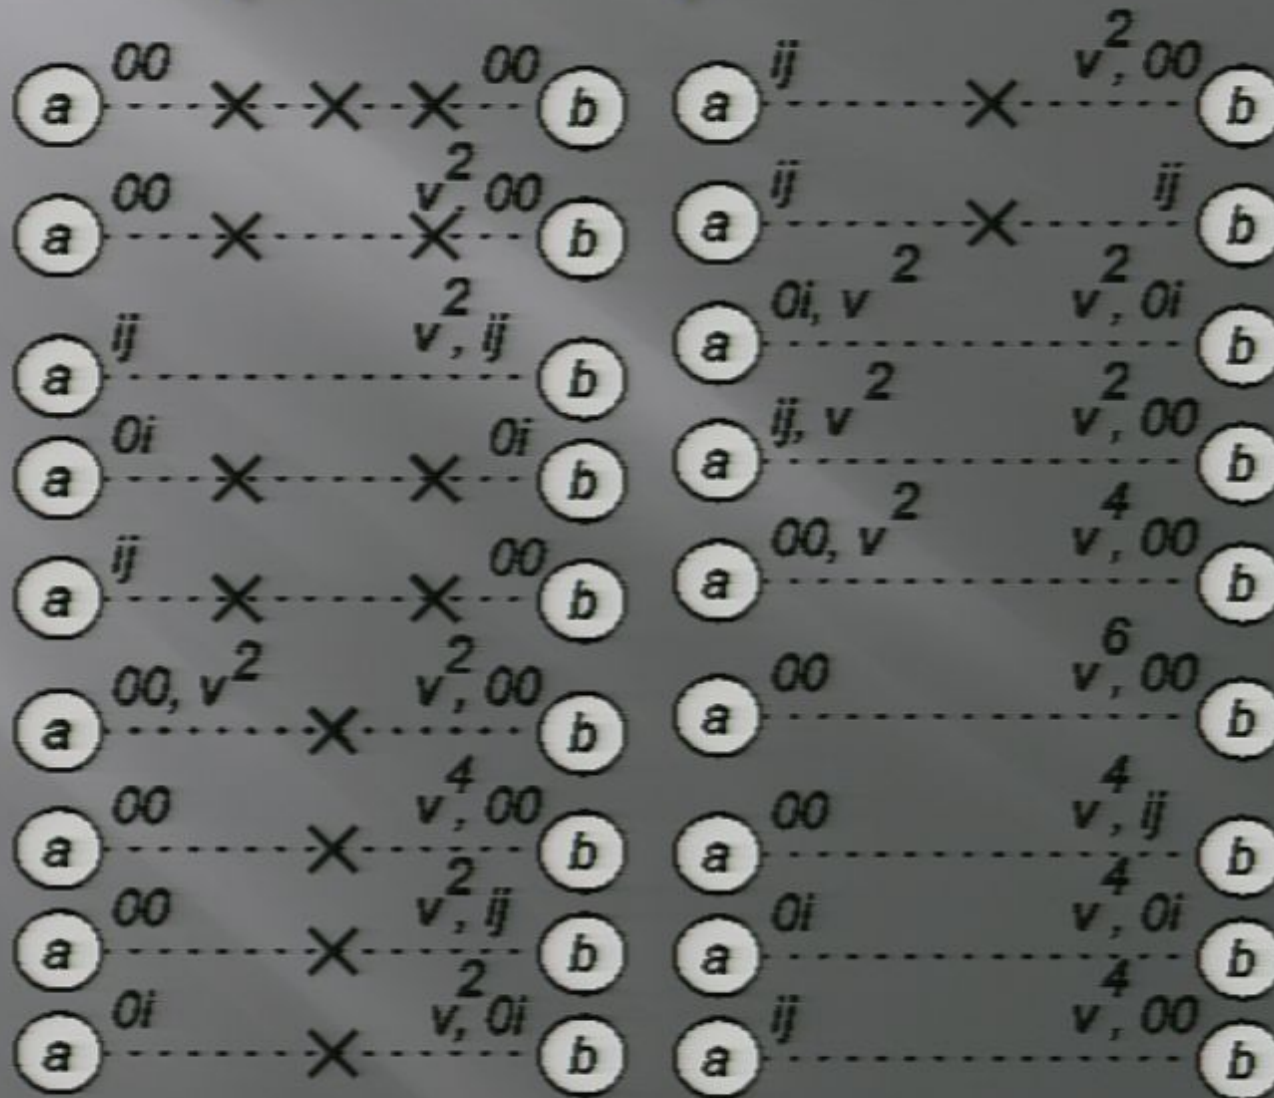 a 00 00 b
a 00 v², 00 b
a ij v², ij b
a 0i 0i b
a ij 00 b
a 00, v² v², 00 b
a 00 v⁴, 00 b
a 00 v², ij b
a 0i v², 0i b
a ij v², 00 b
a ij ij b
a 0i, v² v², 0i b
a ij, v² v², 00 b
a 00, v² v⁴, 00 b
a 00 v⁶, 00 b
a 00 v⁴, ij b
a 0i v⁴, 0i b
a ij v⁴, 00 b